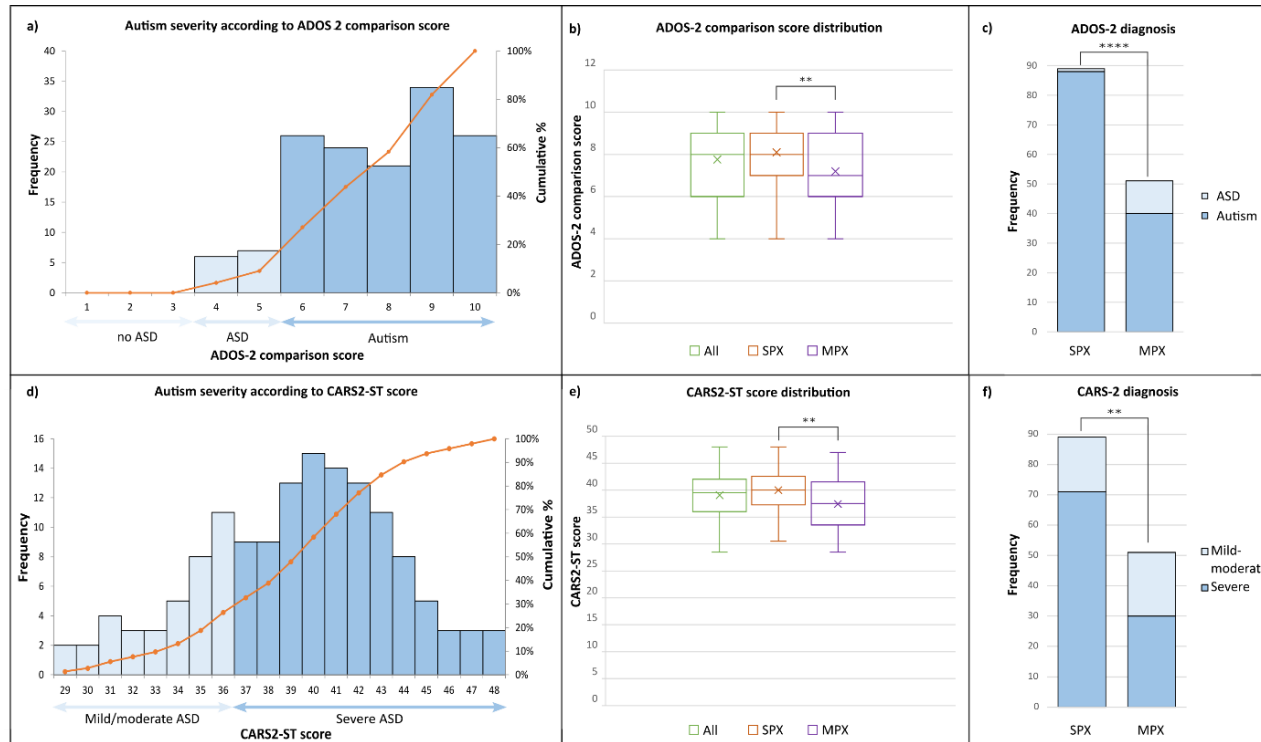 a)
Autism severity according to ADOS 2 comparison score
40
35
30
25
20
15
10
5
0
Frequency
100%
80%
60%
40%
20%
0%
Cumulative %
1 2 3 4 5 6 7 8 9 10
no ASD ASD Autism
ADOS-2 comparison score
b)
ADOS-2 comparison score distribution
12
10
8
6
4
2
0
ADOS-2 comparison score
**
All SPX MPX
c)
ADOS-2 diagnosis
****
90
80
70
60
50
40
30
20
10
0
Frequency
ASD
Autism
SPX MPX
d)
Autism severity according to CARS2-ST score
16
14
12
10
8
6
4
2
0
Frequency
100%
90%
80%
70%
60%
50%
40%
30%
20%
10%
0%
Cumulative %
29 30 31 32 33 34 35 36 37 38 39 40 41 42 43 44 45 46 47 48
Mild/moderate ASD Severe ASD
CARS2-ST score
e)
CARS2-ST score distribution
50
45
40
35
30
25
20
15
10
5
0
CARS2-ST score
**
All SPX MPX
f)
CARS-2 diagnosis
**
90
80
70
60
50
40
30
20
10
0
Frequency
Mild-
moderat
Severe
SPX MPX